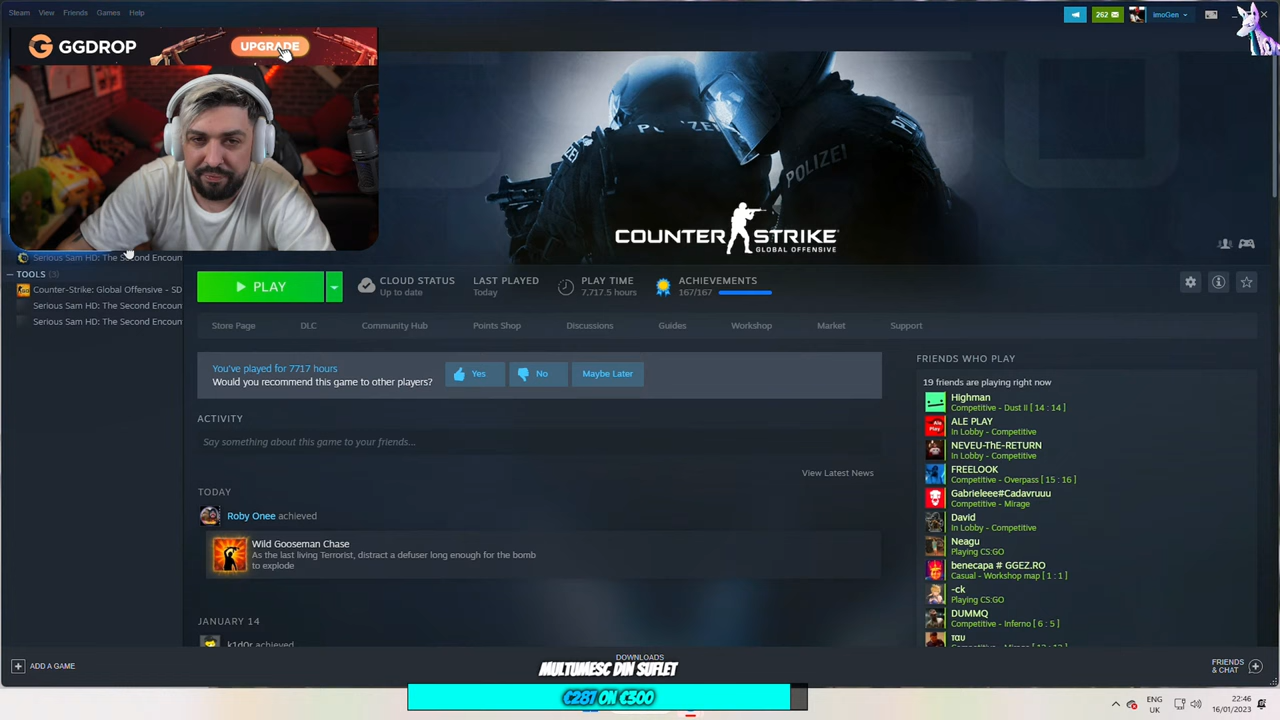 Steam View Friends Games Help
262 imoGen
GGDROP UPGRADE
POLIZEI
POLIZEI
COUNTER STRIKE
GLOBAL OFFENSIVE
Serious Sam HD: The Second Encoun
TOOLS (3)
Counter-Strike: Global Offensive - SD
Serious Sam HD: The Second Encoun
Serious Sam HD: The Second Encoun
PLAY
CLOUD STATUS
Up to date
LAST PLAYED
Today
PLAY TIME
7,717.5 hours
ACHIEVEMENTS
167/167
Store Page DLC Community Hub Points Shop Discussions Guides Workshop Market Support
You've played for 7717 hours
Would you recommend this game to other players?
Yes No Maybe Later
ACTIVITY
Say something about this game to your friends...
View Latest News
TODAY
Roby Onee achieved
Wild Gooseman Chase
As the last living Terrorist, distract a defuser long enough for the bomb
to explode
JANUARY 14
k1d0r achieved
FRIENDS WHO PLAY
19 friends are playing right now
Highman
Competitive - Dust II [ 14 : 14 ]
ALE PLAY
In Lobby - Competitive
NEVEU-ThE-RETURN
In Lobby - Competitive
FREELOOK
Competitive - Overpass [ 15 : 16 ]
Gabrieleee#Cadavruuu
Competitive - Mirage
David
In Lobby - Competitive
Neagu
Playing CS:GO
benecapa # GGEZ.RO
Casual - Workshop map [ 1 : 1 ]
-ck
Playing CS:GO
DUMMQ
Competitive - Inferno [ 6 : 5 ]
ταυ
ADD A GAME
DOWNLOADS
MULTUMESC DIN SUFLET
€287 ON €300
FRIENDS
& CHAT
ENG
UK
22:46
16/01/2023